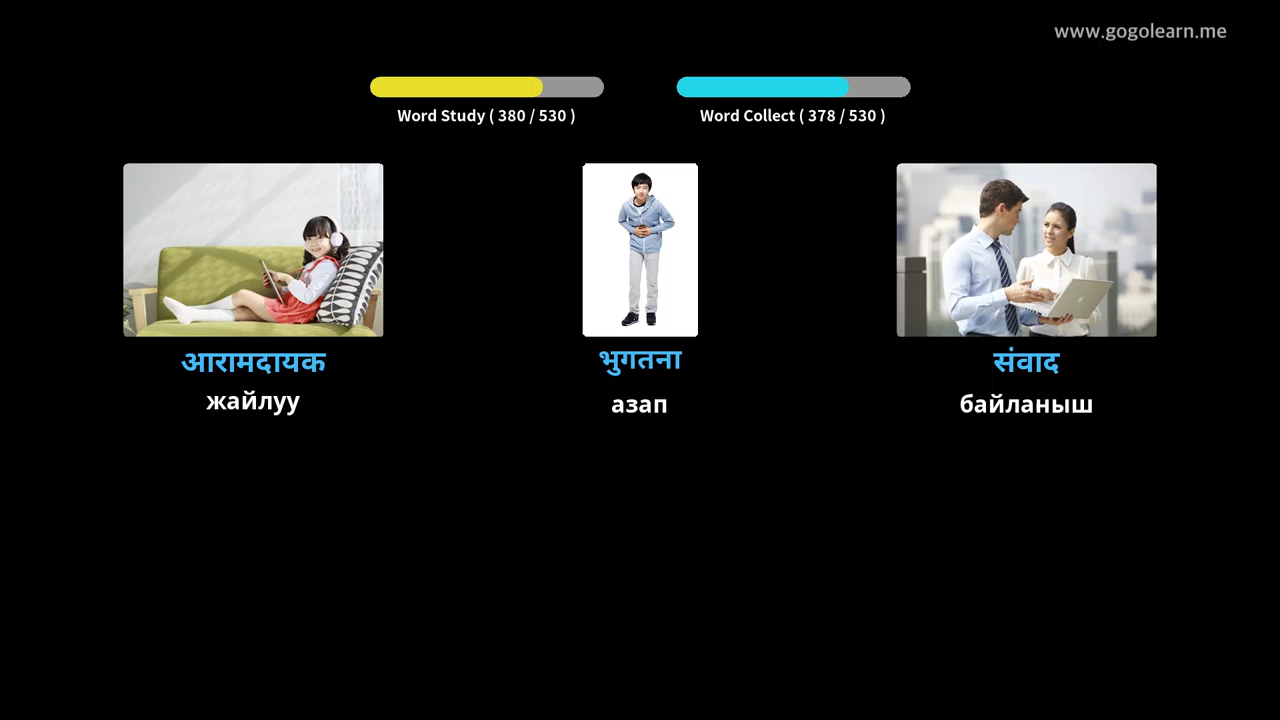 www.gogolearn.me
Word Study ( 380 / 530 )
Word Collect ( 378 / 530 )
आरामदायक
жайлуу
भुगतना
азап
संवाद
байланыш